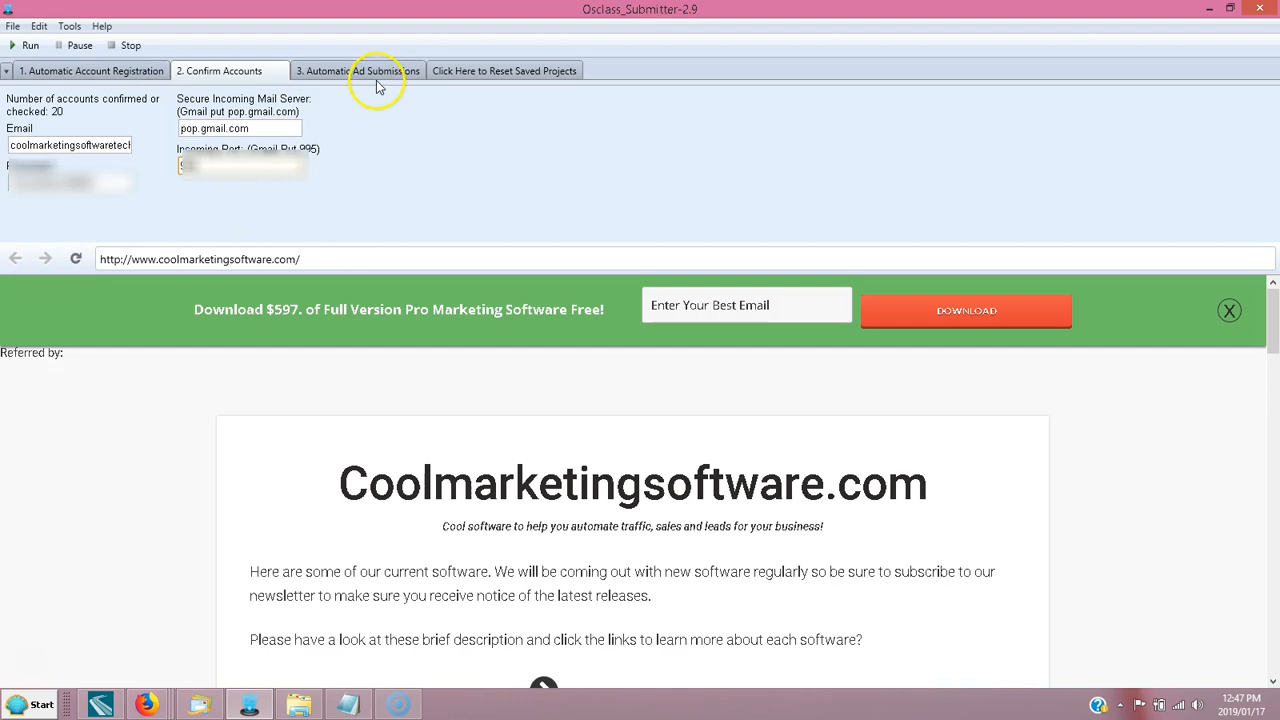 Osclass_Submitter-2.9
File Edit Tools Help
Run Pause Stop
1. Automatic Account Registration 2. Confirm Accounts 3. Automatic Ad Submissions Click Here to Reset Saved Projects
Number of accounts confirmed or
checked: 20
Email
coolmarketingsoftwaretech
Secure Incoming Mail Server:
(Gmail put pop.gmail.com)
pop.gmail.com
Incoming Port: (Gmail Put 995)
http://www.coolmarketingsoftware.com/
Download $597. of Full Version Pro Marketing Software Free!
Enter Your Best Email
DOWNLOAD
X
Referred by:
Coolmarketingsoftware.com
Cool software to help you automate traffic, sales and leads for your business!
Here are some of our current software. We will be coming out with new software regularly so be sure to subscribe to our
newsletter to make sure you receive notice of the latest releases.
Please have a look at these brief description and click the links to learn more about each software?
Start
12:47 PM
2019/01/17